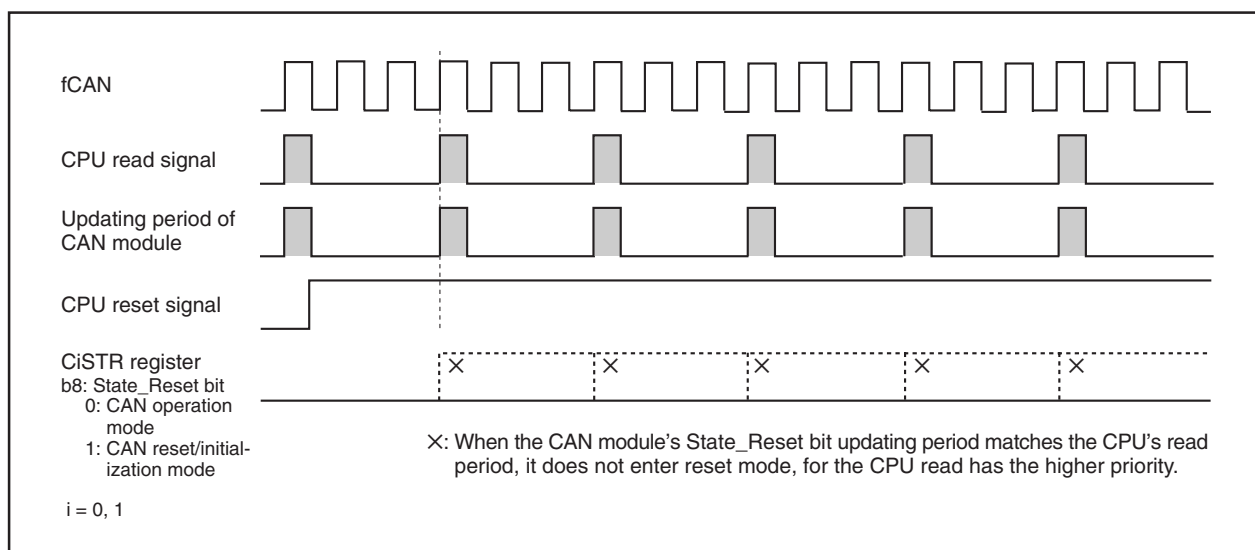 fCAN
CPU read signal
Updating period of
CAN module
CPU reset signal
CiSTR register
b8: State_Reset bit
0: CAN operation
mode
1: CAN reset/initial-
ization mode
×: When the CAN module's State_Reset bit updating period matches the CPU's read
period, it does not enter reset mode, for the CPU read has the higher priority.
i = 0, 1